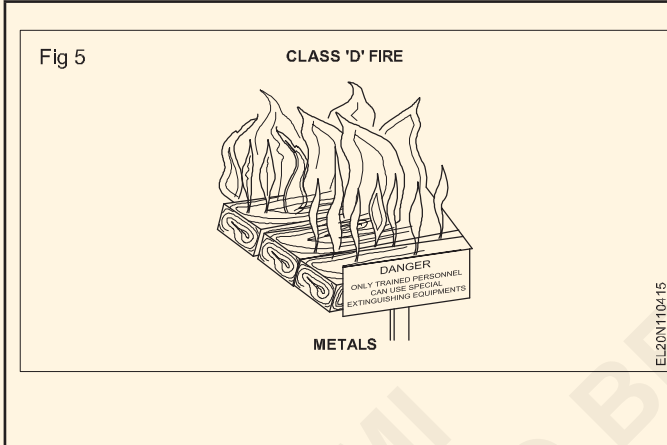 Fig 5
CLASS 'D' FIRE
DANGER
ONLY TRAINED PERSONNEL
CAN USE SPECIAL
EXTINGUISHING EQUIPMENTS
METALS
EL20N110415